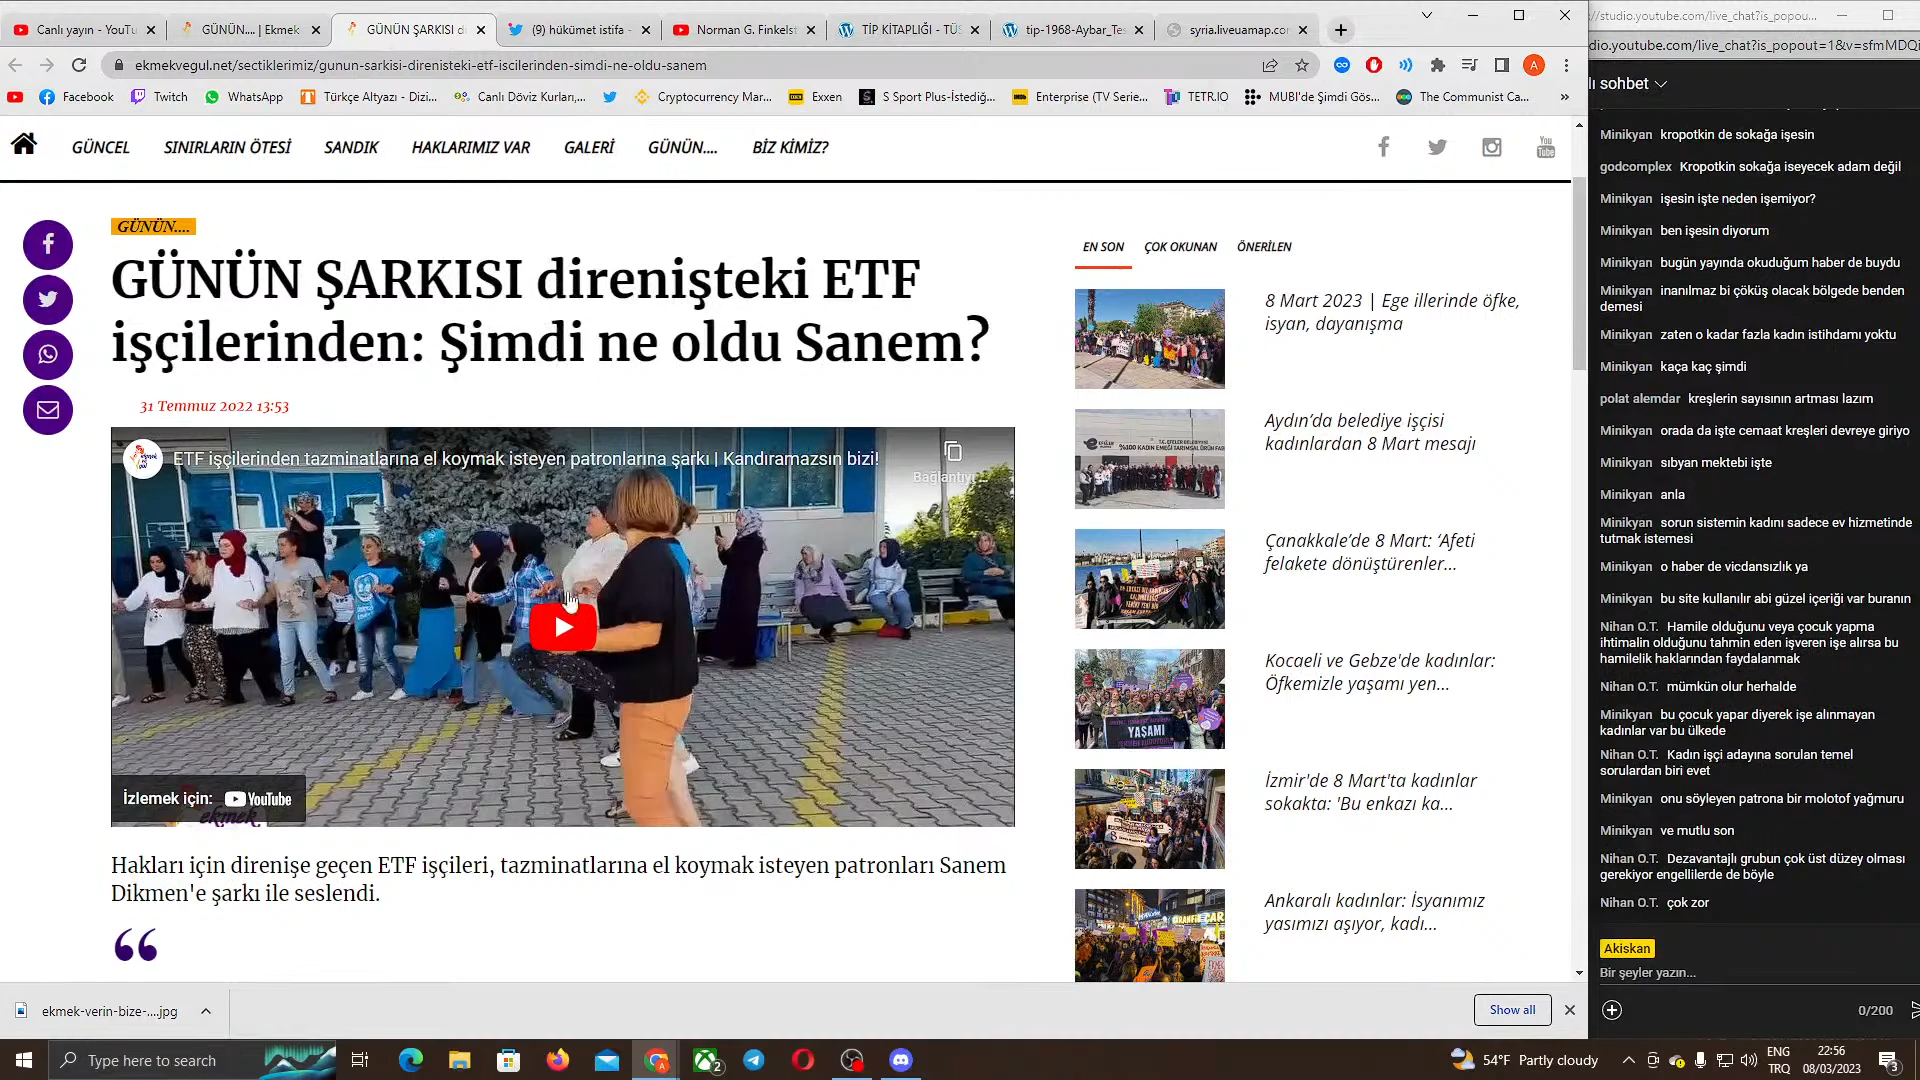 Canlı yayın - YouTu
GÜNÜN.... | Ekmek
GÜNÜN ŞARKISI di
(9) hükümet istifa -
Norman G. Finkelst
TİP KİTAPLIĞI - TÜS
tip-1968-Aybar_Tes
syria.liveuamap.cor
//studio.youtube.com/live_chat?is_popou...
ekmekvegul.net/sectiklerimiz/gunun-sarkisi-direnisteki-etf-iscilerinden-simdi-ne-oldu-sanem
A
dio.youtube.com/live_chat?is_popout=1&v=sfmMDQi
Facebook
Twitch
WhatsApp
Türkçe Altyazı - Dizi...
Canlı Döviz Kurları,...
Cryptocurrency Mar...
Exxen
S Sport Plus-İstediğ...
Enterprise (TV Serie...
TETR.IO
MUBI'de Şimdi Gös...
The Communist Ca...
»
GÜNCEL
SINIRLARIN ÖTESİ
SANDIK
HAKLARIMIZ VAR
GALERİ
GÜNÜN....
BİZ KİMİZ?
You
Tube
GÜNÜN....
GÜNÜN ŞARKISI direnişteki ETF
işçilerinden: Şimdi ne oldu Sanem?
31 Temmuz 2022 13:53
ETF işçilerinden tazminatlarına el koymak isteyen patronlarına şarkı | Kandıramazsın bizi!
Bağlantıyı ...
İzlemek için:
YouTube
ekmek
Hakları için direnişe geçen ETF işçileri, tazminatlarına el koymak isteyen patronları Sanem
Dikmen'e şarkı ile seslendi.
“
EN SON
ÇOK OKUNAN
ÖNERİLEN
8 Mart 2023 | Ege illerinde öfke,
isyan, dayanışma
Aydın’da belediye işçisi
kadınlardan 8 Mart mesajı
Çanakkale’de 8 Mart: ‘Afeti
felakete dönüştürenler...
Kocaeli ve Gebze'de kadınlar:
Öfkemizle yaşamı yen...
YAŞAMI
İzmir'de 8 Mart'ta kadınlar
sokakta: 'Bu enkazı ka...
Ankaralı kadınlar: İsyanımız
yasımızı aşıyor, kadı...
lı sohbet
Minikyan kropotkin de sokağa işesin
godcomplex Kropotkin sokağa iseyecek adam değil
Minikyan işesin işte neden işemiyor?
Minikyan ben işesin diyorum
Minikyan bugün yayında okuduğum haber de buydu
Minikyan inanılmaz bi çöküş olacak bölgede benden
demesi
Minikyan zaten o kadar fazla kadın istihdamı yoktu
Minikyan kaça kaç şimdi
polat alemdar kreşlerin sayısının artması lazım
Minikyan orada da işte cemaat kreşleri devreye giriyo
Minikyan sıbyan mektebi işte
Minikyan anla
Minikyan sorun sistemin kadını sadece ev hizmetinde
tutmak istemesi
Minikyan o haber de vicdansızlık ya
Minikyan bu site kullanılır abi güzel içeriği var buranın
Nihan O.T. Hamile olduğunu veya çocuk yapma
ihtimalin olduğunu tahmin eden işveren işe alırsa bu
hamilelik haklarından faydalanmak
Nihan O.T. mümkün olur herhalde
Minikyan bu çocuk yapar diyerek işe alınmayan
kadınlar var bu ülkede
Nihan O.T. Kadın işçi adayına sorulan temel
sorulardan biri evet
Minikyan onu söyleyen patrona bir molotof yağmuru
Minikyan ve mutlu son
Nihan O.T. Dezavantajlı grubun çok üst düzey olması
gerekiyor engellilerde de böyle
Nihan O.T. çok zor
Akiskan
Bir şeyler yazın...
0/200
ekmek-verin-bize-....jpg
Show all
Type here to search
2
54°F Partly cloudy
ENG
TRQ
22:56
08/03/2023
3